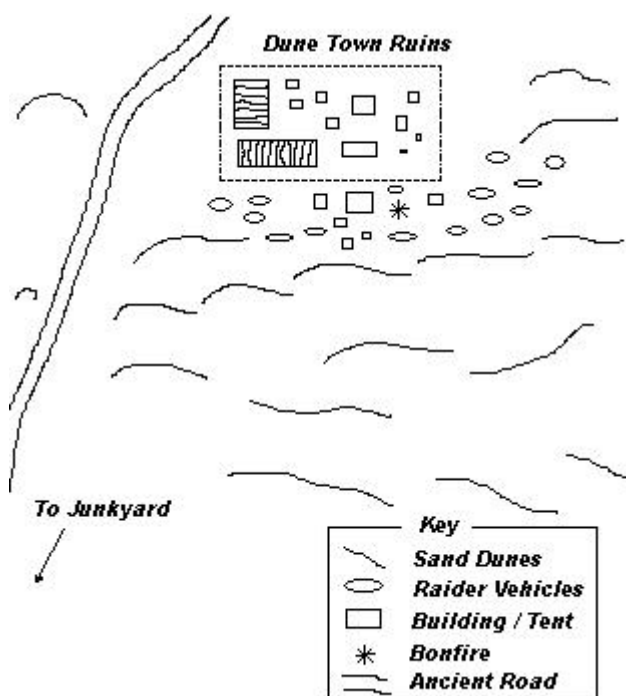 Dune Town Ruins
To Junkyard
Key
Sand Dunes
Raider Vehicles
Building / Tent
Bonfire
Ancient Road